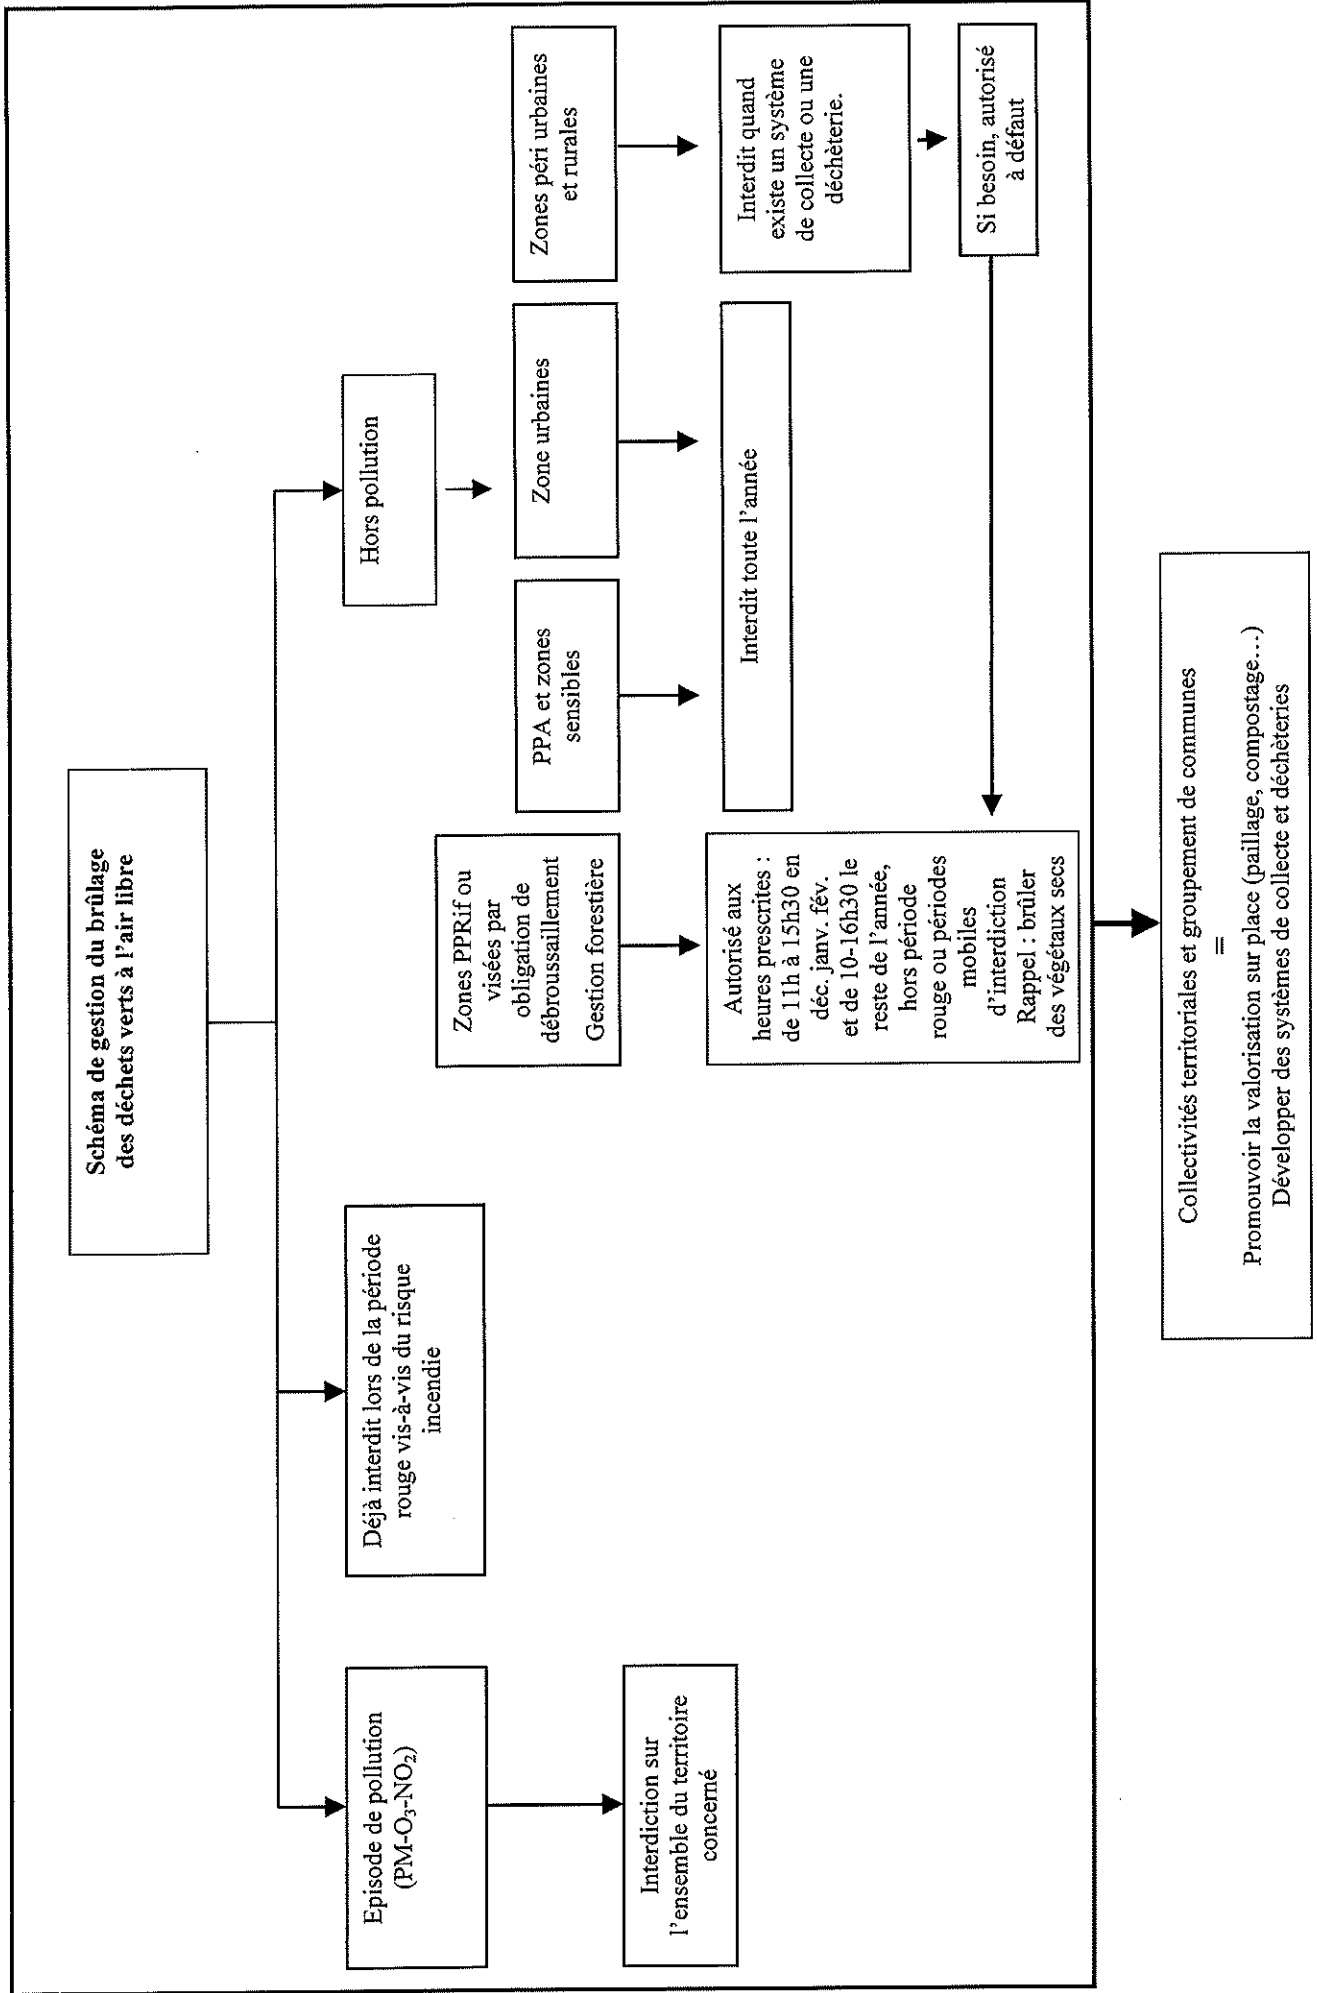 Schéma de gestion du brûlage
des déchets verts à l'air libre
Episode de pollution
(PM-O₃-NO₂)
Déjà interdit lors de la période
rouge vis-à-vis du risque
incendie
Hors pollution
Interdiction sur
l'ensemble du territoire
concerné
Zones PPRif ou
visées par
obligation de
débroussaillement
Gestion forestière
PPA et zones
sensibles
Zone urbaines
Zones péri urbaines
et rurales
Autorisé aux
heures prescrites :
de 11h à 15h30 en
déc. janv. fév.
et de 10-16h30 le
reste de l'année,
hors période
rouge ou périodes
mobiles
d'interdiction
Rappel : brûler
des végétaux secs
Interdit toute l'année
Interdit quand
existe un système
de collecte ou une
déchèterie.
Si besoin, autorisé
à défaut
Collectivités territoriales et groupement de communes
=
Promouvoir la valorisation sur place (paillage, compostage…)
Développer des systèmes de collecte et déchèteries